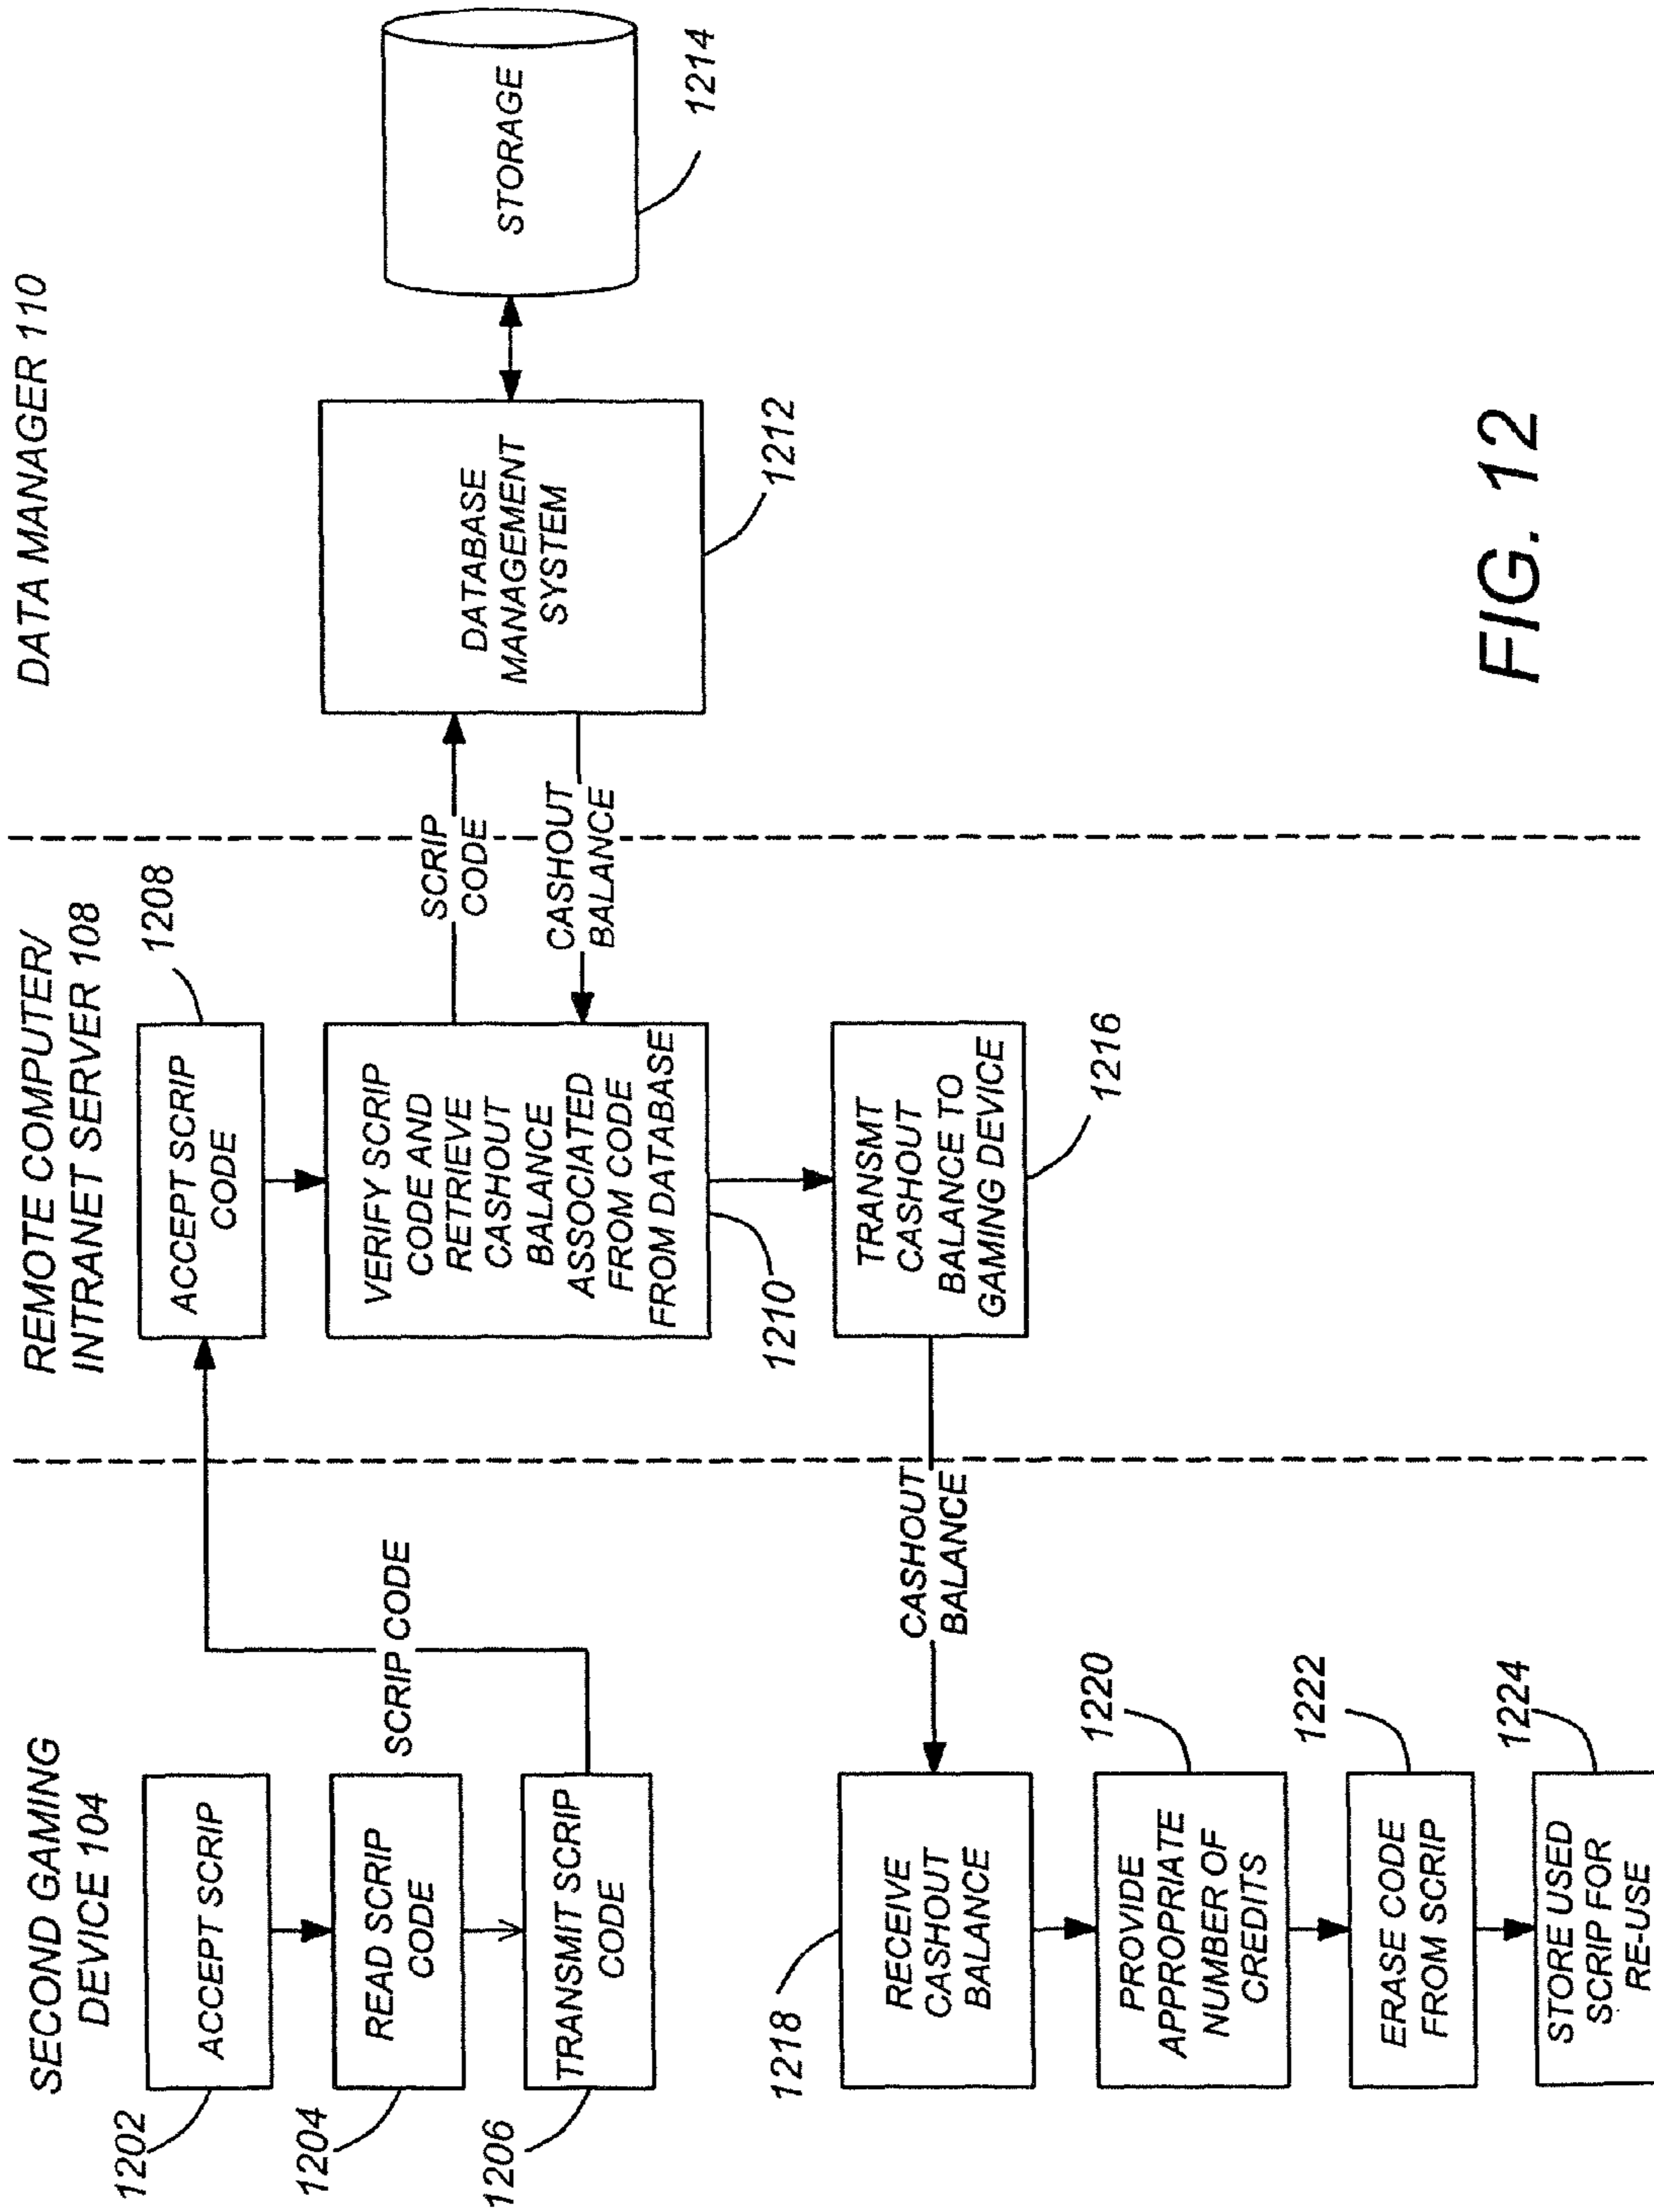 SECOND GAMING
DEVICE 104
1202
ACCEPT SCRIP
1204
READ SCRIP
CODE
1206
TRANSMIT SCRIP
CODE
SCRIP CODE
1218
RECEIVE
CASHOUT
BALANCE
1220
PROVIDE
APPROPRIATE
NUMBER OF
CREDITS
1222
ERASE CODE
FROM SCRIP
1224
STORE USED
SCRIP FOR
RE-USE
REMOTE COMPUTER/
INTRANET SERVER 108
1208
ACCEPT SCRIP
CODE
VERIFY SCRIP
CODE AND
RETRIEVE
CASHOUT
BALANCE
ASSOCIATED
FROM CODE
FROM DATABASE
1210
TRANSMT
CASHOUT
BALANCE TO
GAMING DEVICE
1216
CASHOUT
BALANCE
DATA MANAGER 110
SCRIP
CODE
CASHOUT
BALANCE
DATABASE
MANAGEMENT
SYSTEM
1212
STORAGE
1214
FIG. 12